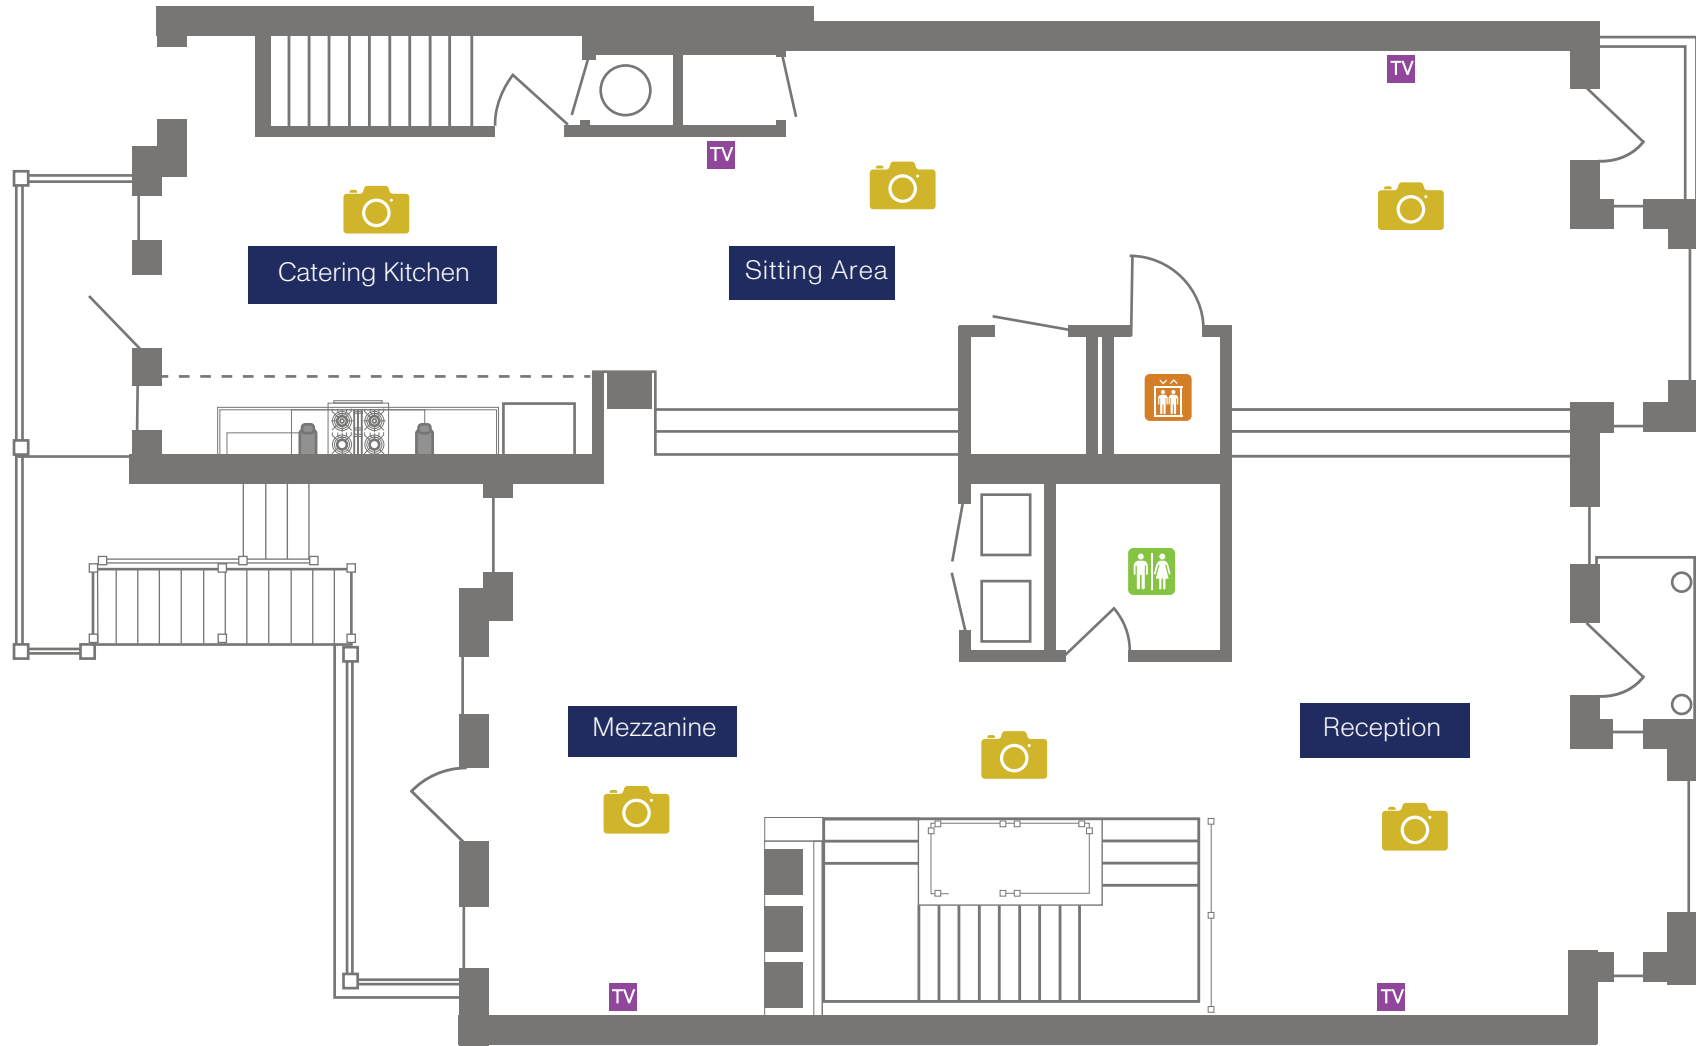 TV
TV
Catering Kitchen
Sitting Area
Mezzanine
Reception
TV
TV